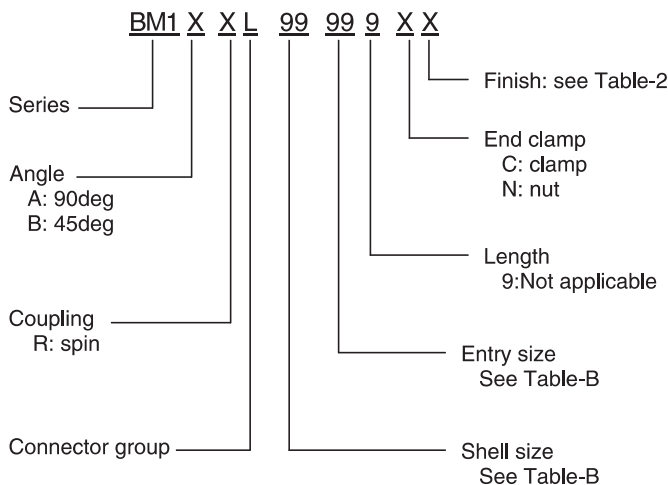 BM1 X X L 99 99 9 X X
Series
Angle
A: 90deg
B: 45deg
Coupling
R: spin
Connector group
Finish: see Table-2
End clamp
C: clamp
N: nut
Length
9:Not applicable
Entry size
See Table-B
Shell size
See Table-B